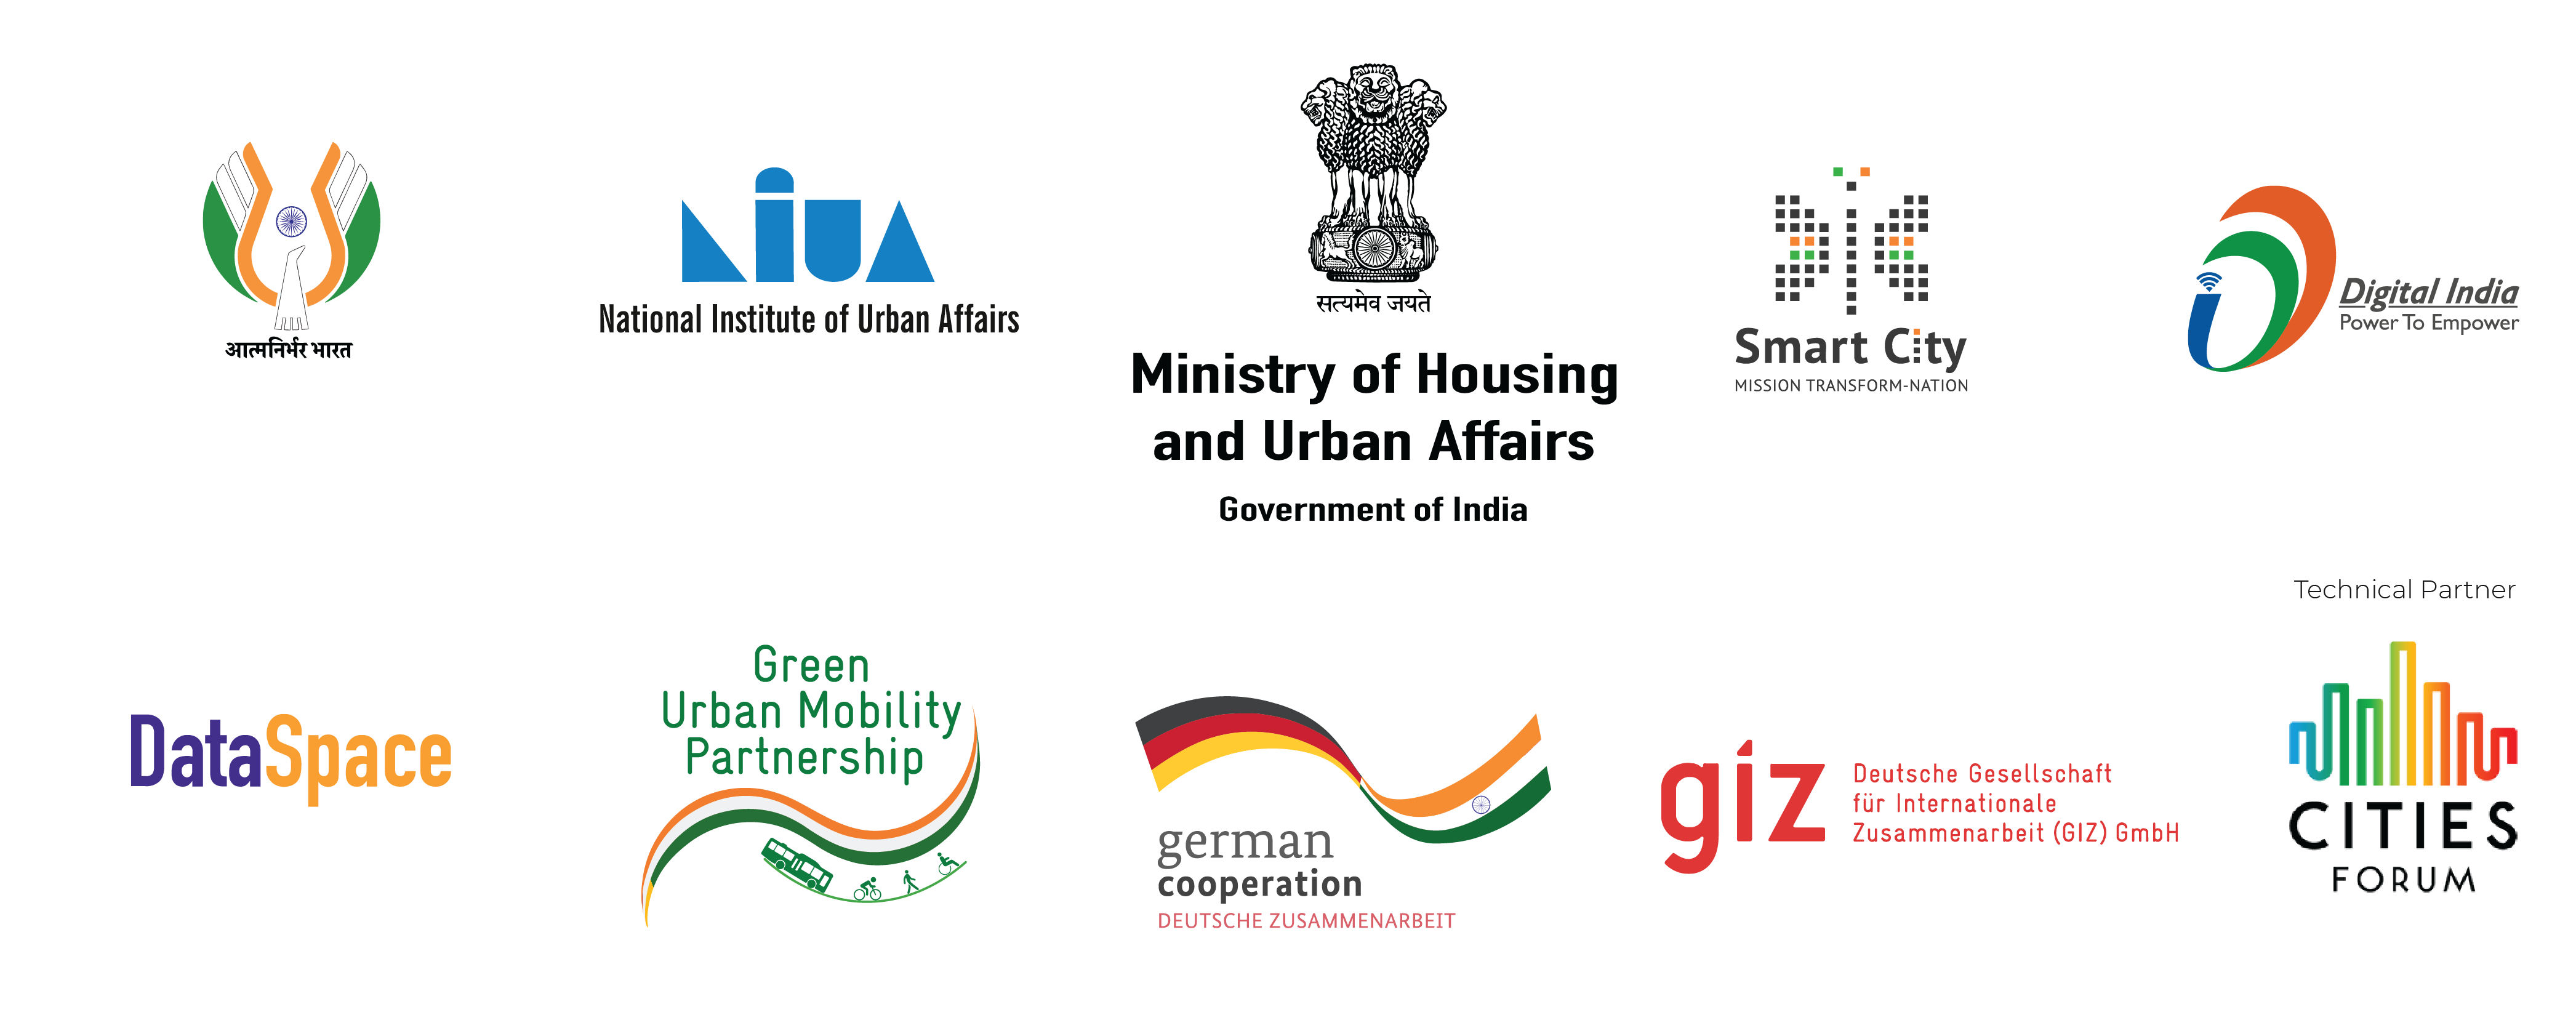 आत्मनिर्भर भारत
NiUA
National Institute of Urban Affairs
सत्यमेव जयते
Ministry of Housing
and Urban Affairs
Government of India
Smart City
MISSION TRANSFORM-NATION
Digital India
Power To Empower
DataSpace
Green
Urban Mobility
Partnership
german
cooperation
DEUTSCHE ZUSAMMENARBEIT
giz
Deutsche Gesellschaft
für Internationale
Zusammenarbeit (GIZ) GmbH
Technical Partner
CITIES
FORUM